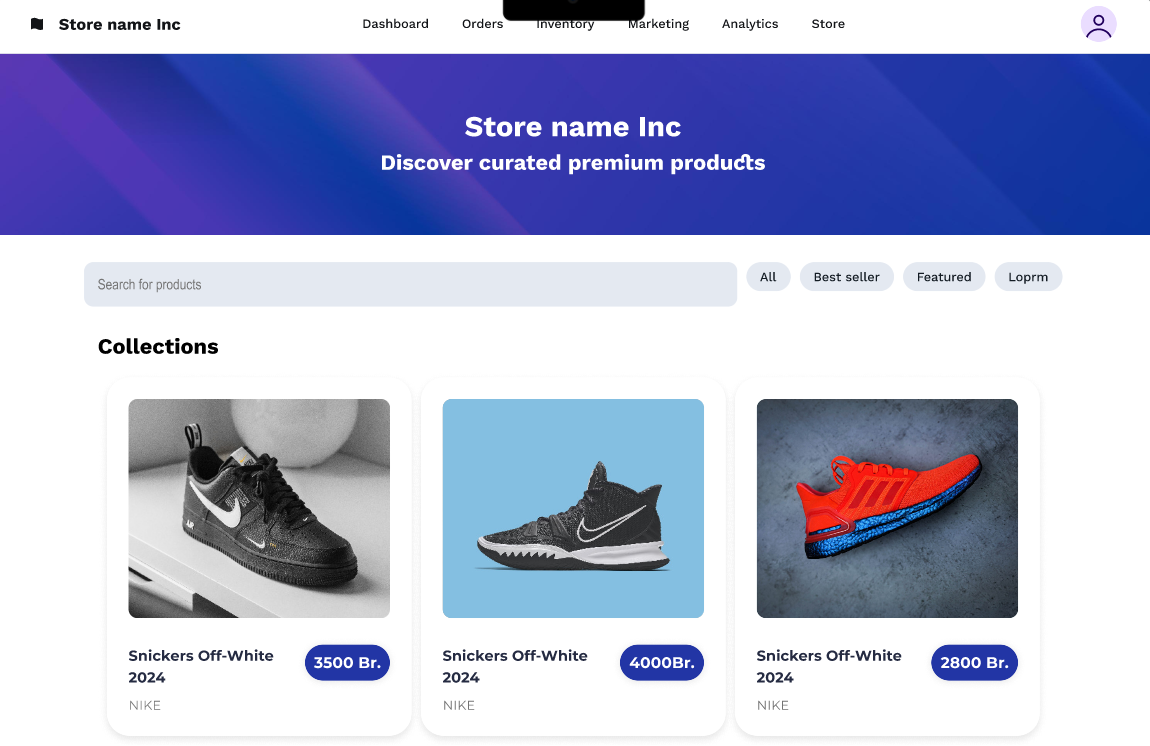 Store name Inc
Dashboard Orders Inventory Marketing Analytics Store
Store name Inc
Discover curated premium products
Search for products
All Best seller Featured Loprm
Collections
AIR
Snickers Off-White
2024
3500 Br.
NIKE
Snickers Off-White
2024
4000Br.
NIKE
Snickers Off-White
2024
2800 Br.
NIKE